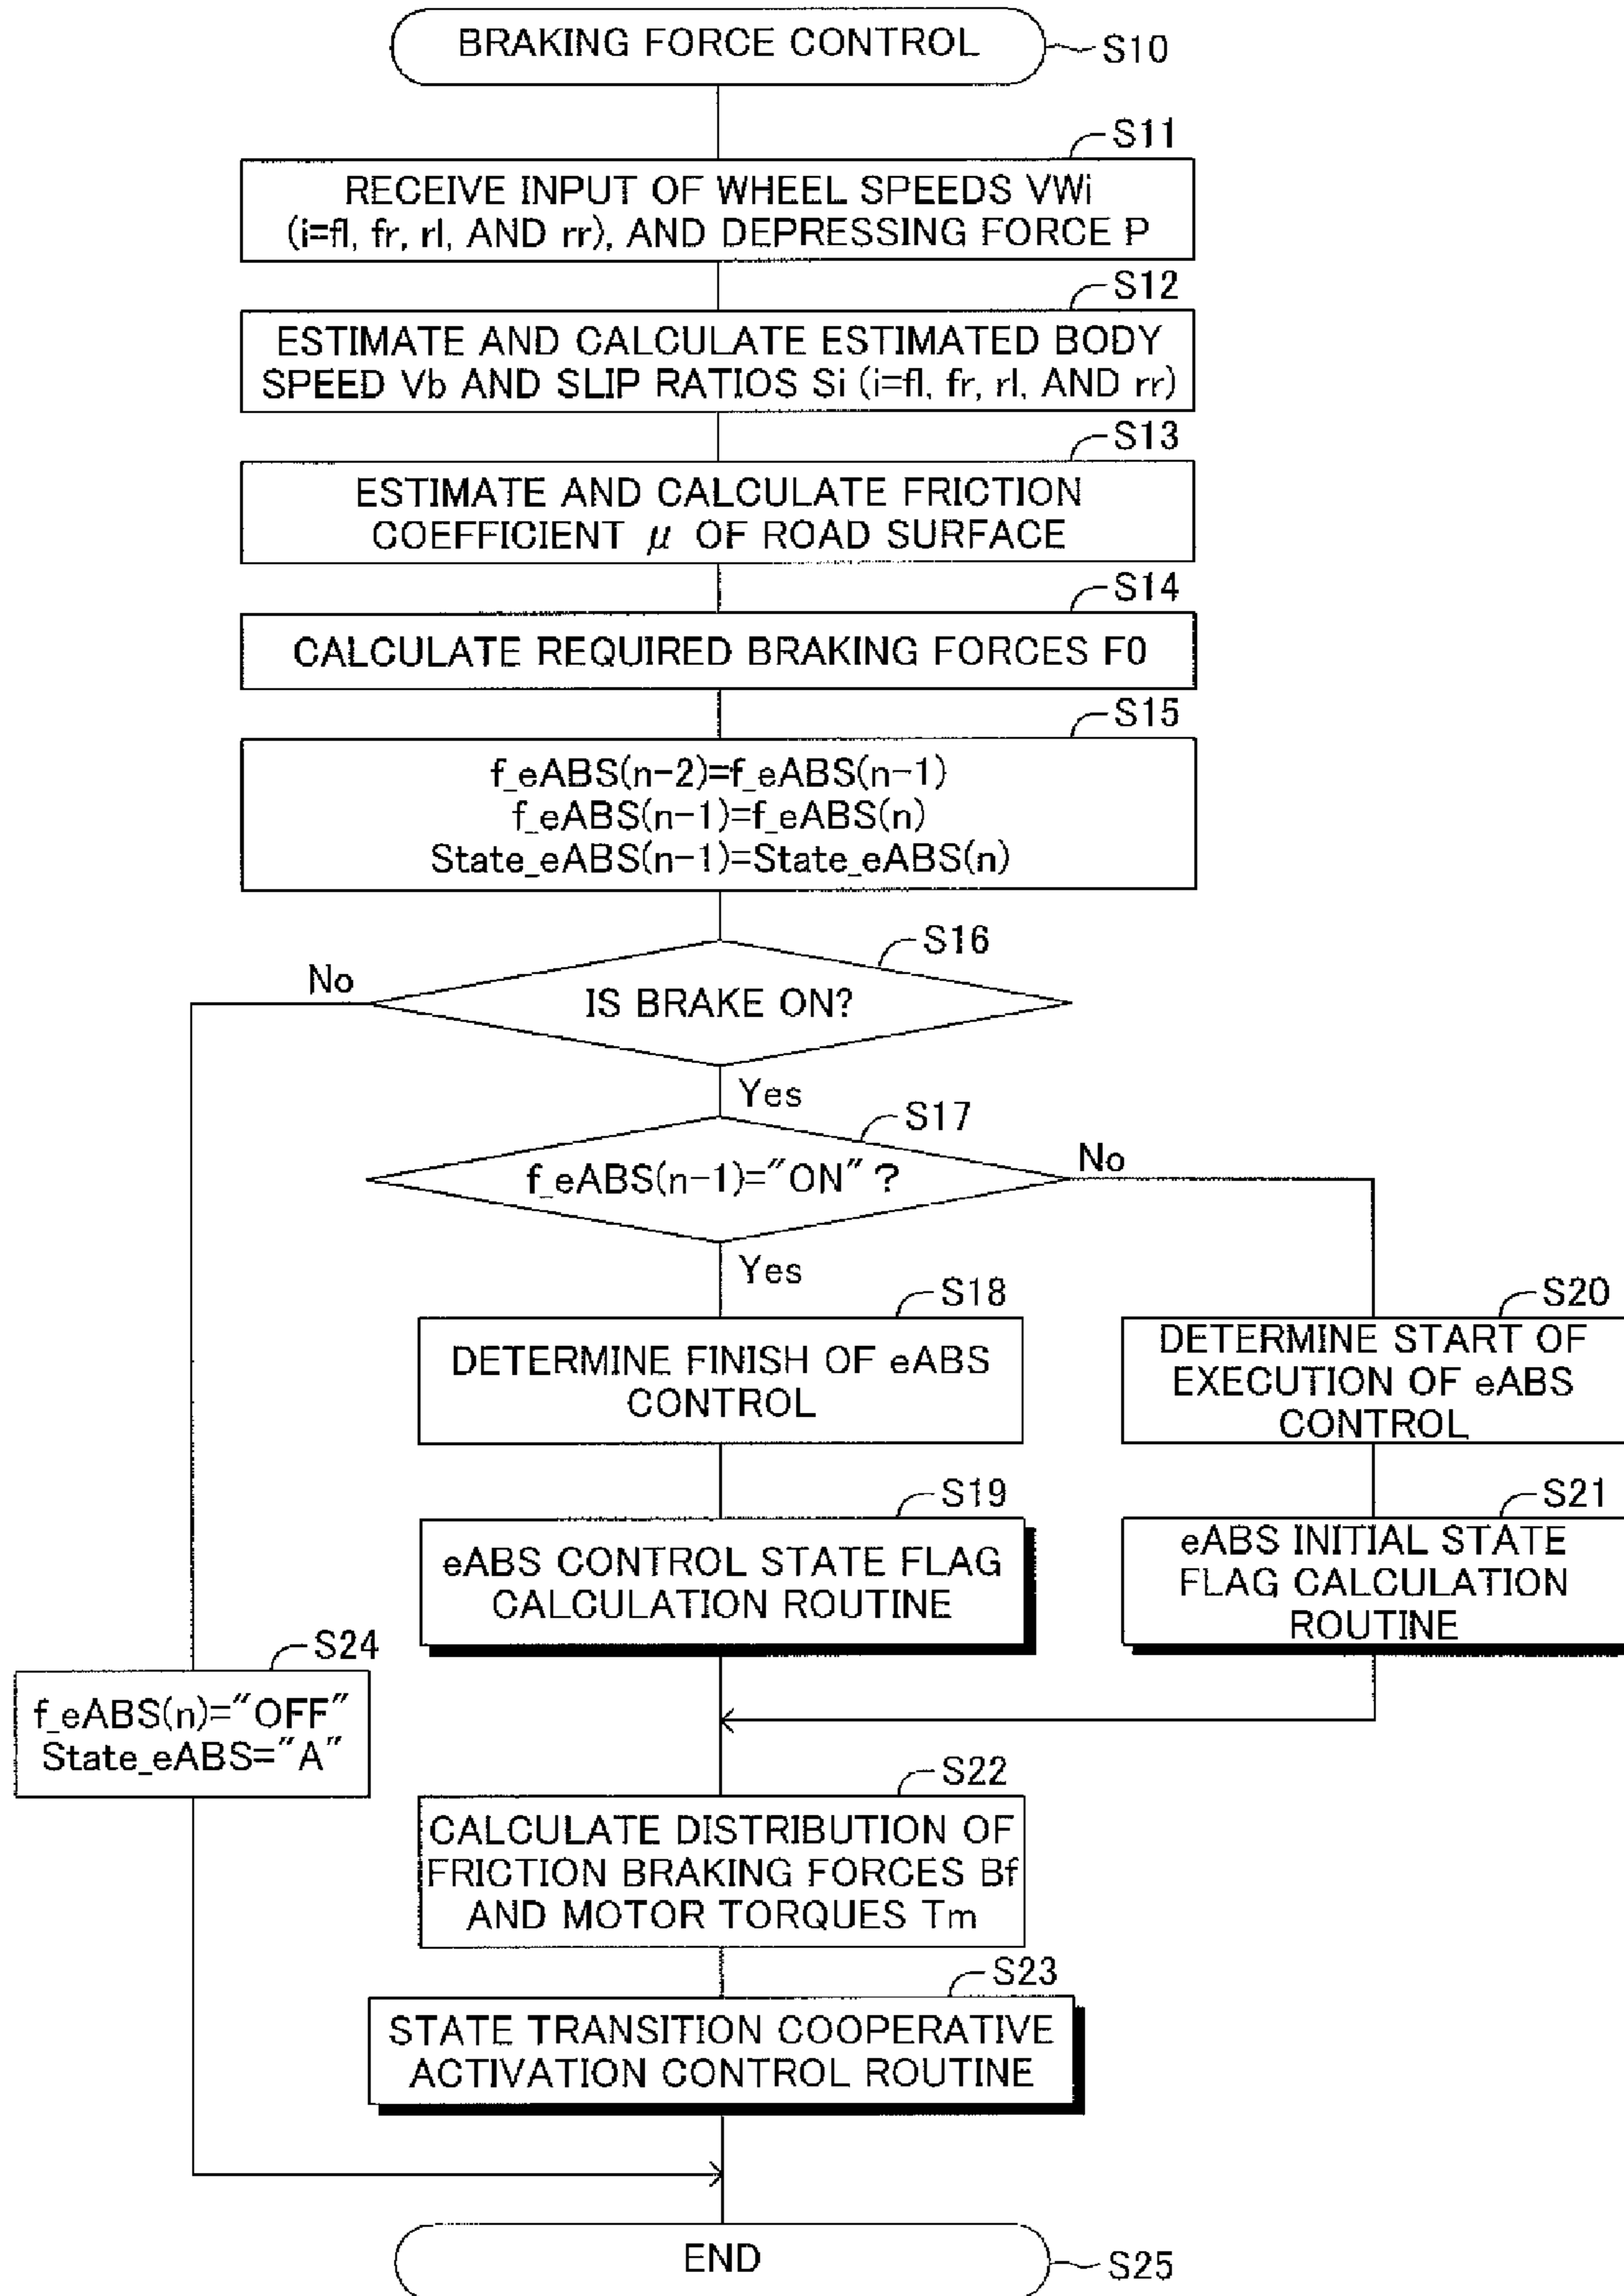 BRAKING FORCE CONTROL
S10
S11
RECEIVE INPUT OF WHEEL SPEEDS VWi
(i=fl, fr, rl, AND rr), AND DEPRESSING FORCE P
S12
ESTIMATE AND CALCULATE ESTIMATED BODY
SPEED Vb AND SLIP RATIOS Si (i=fl, fr, rl, AND rr)
S13
ESTIMATE AND CALCULATE FRICTION
COEFFICIENT μ OF ROAD SURFACE
S14
CALCULATE REQUIRED BRAKING FORCES F0
S15
f_eABS(n-2)=f_eABS(n-1)
f_eABS(n-1)=f_eABS(n)
State_eABS(n-1)=State_eABS(n)
S16
No
IS BRAKE ON?
Yes
S17
f_eABS(n-1)="ON" ?
No
Yes
S18
DETERMINE FINISH OF eABS
CONTROL
S20
DETERMINE START OF
EXECUTION OF eABS
CONTROL
S19
eABS CONTROL STATE FLAG
CALCULATION ROUTINE
S21
eABS INITIAL STATE
FLAG CALCULATION
ROUTINE
S24
f_eABS(n)="OFF"
State_eABS="A"
S22
CALCULATE DISTRIBUTION OF
FRICTION BRAKING FORCES Bf
AND MOTOR TORQUES Tm
S23
STATE TRANSITION COOPERATIVE
ACTIVATION CONTROL ROUTINE
END
S25